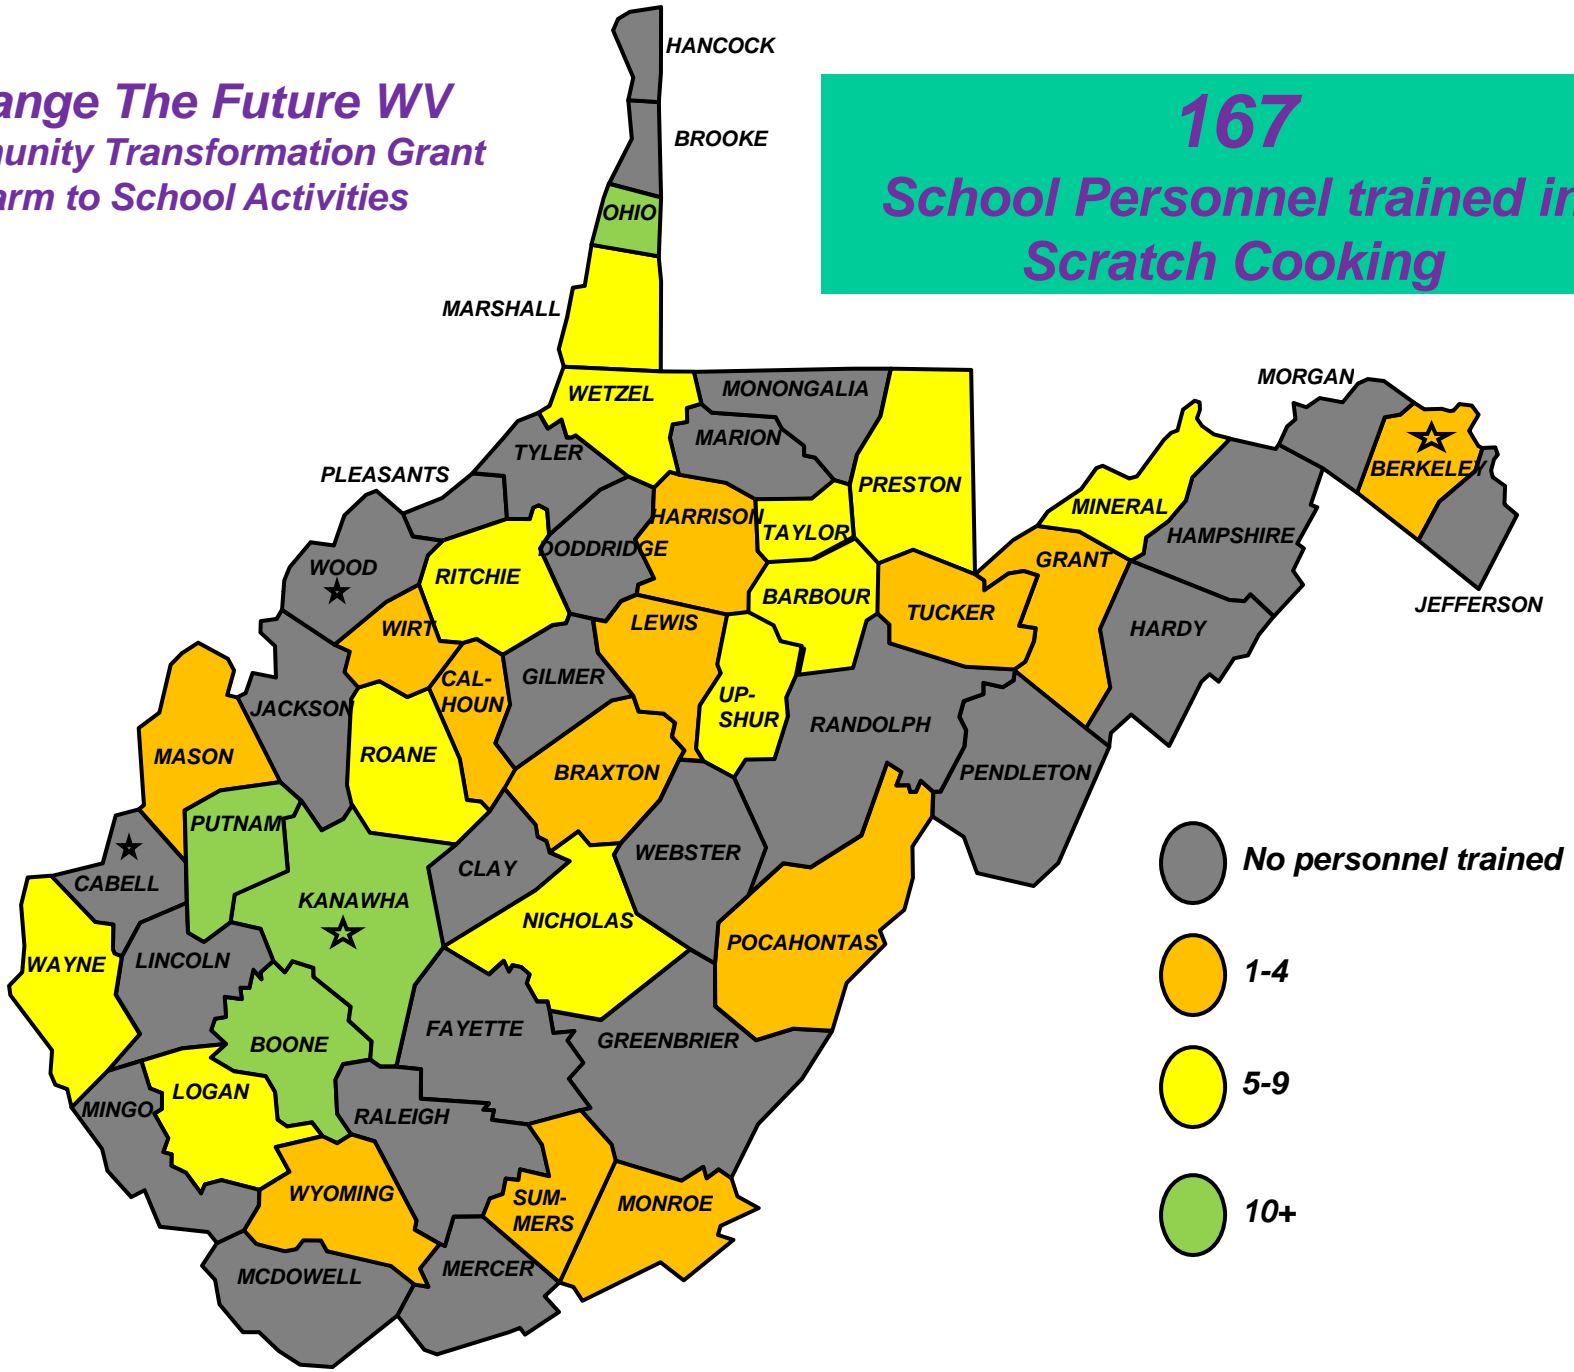 ange The Future WV
unity Transformation Grant
arm to School Activities
167
School Personnel trained in
Scratch Cooking
HANCOCK
BROOKE
OHIO
MARSHALL
WETZEL
MONONGALIA
MARION
MORGAN
BERKELEY
TYLER
PLEASANTS
PRESTON
MINERAL
HARRISON
TAYLOR
HAMPSHIRE
DODDRIDGE
WOOD
RITCHIE
GRANT
BARBOUR
TUCKER
JEFFERSON
WIRT
LEWIS
HARDY
CAL-
HOUN
GILMER
UP-
SHUR
JACKSON
RANDOLPH
MASON
ROANE
BRAXTON
PENDLETON
PUTNAM
WEBSTER
CLAY
CABELL
KANAWHA
NICHOLAS
POCAHONTAS
WAYNE
LINCOLN
FAYETTE
GREENBRIER
BOONE
LOGAN
MINGO
RALEIGH
WYOMING
SUM-
MERS
MONROE
MCDOWELL
MERCER
No personnel trained
1-4
5-9
10+